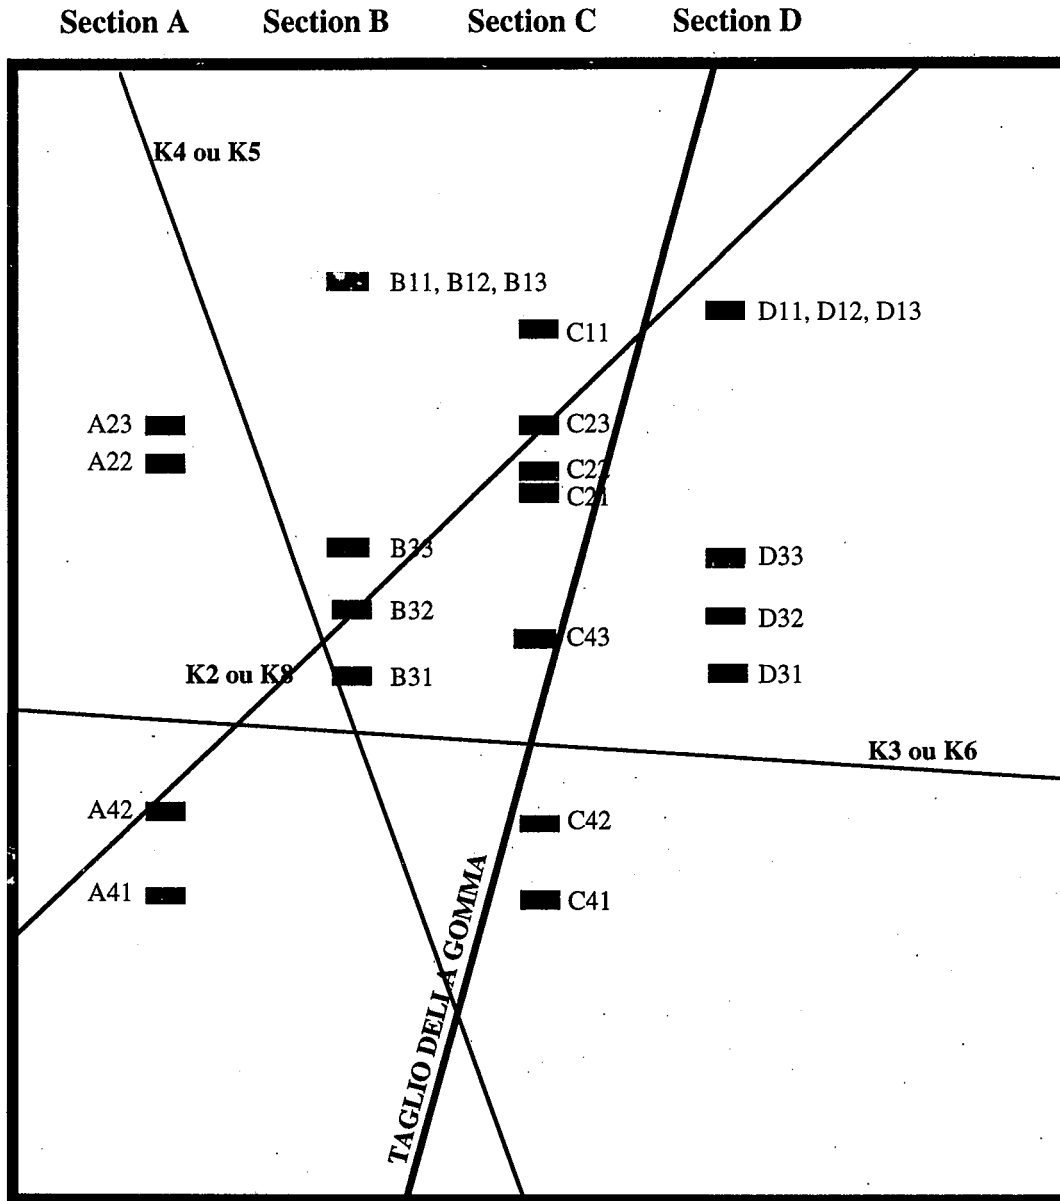 Section A Section B Section C Section D
K4 ou K5
B11, B12, B13
D11, D12, D13
C11
A23
C23
A22
C22
C21
B33
D33
B32
D32
C43
K2 ou K8
B31
D31
K3 ou K6
A42
C42
A41
C41
TAGLIO DELLA GOMMA